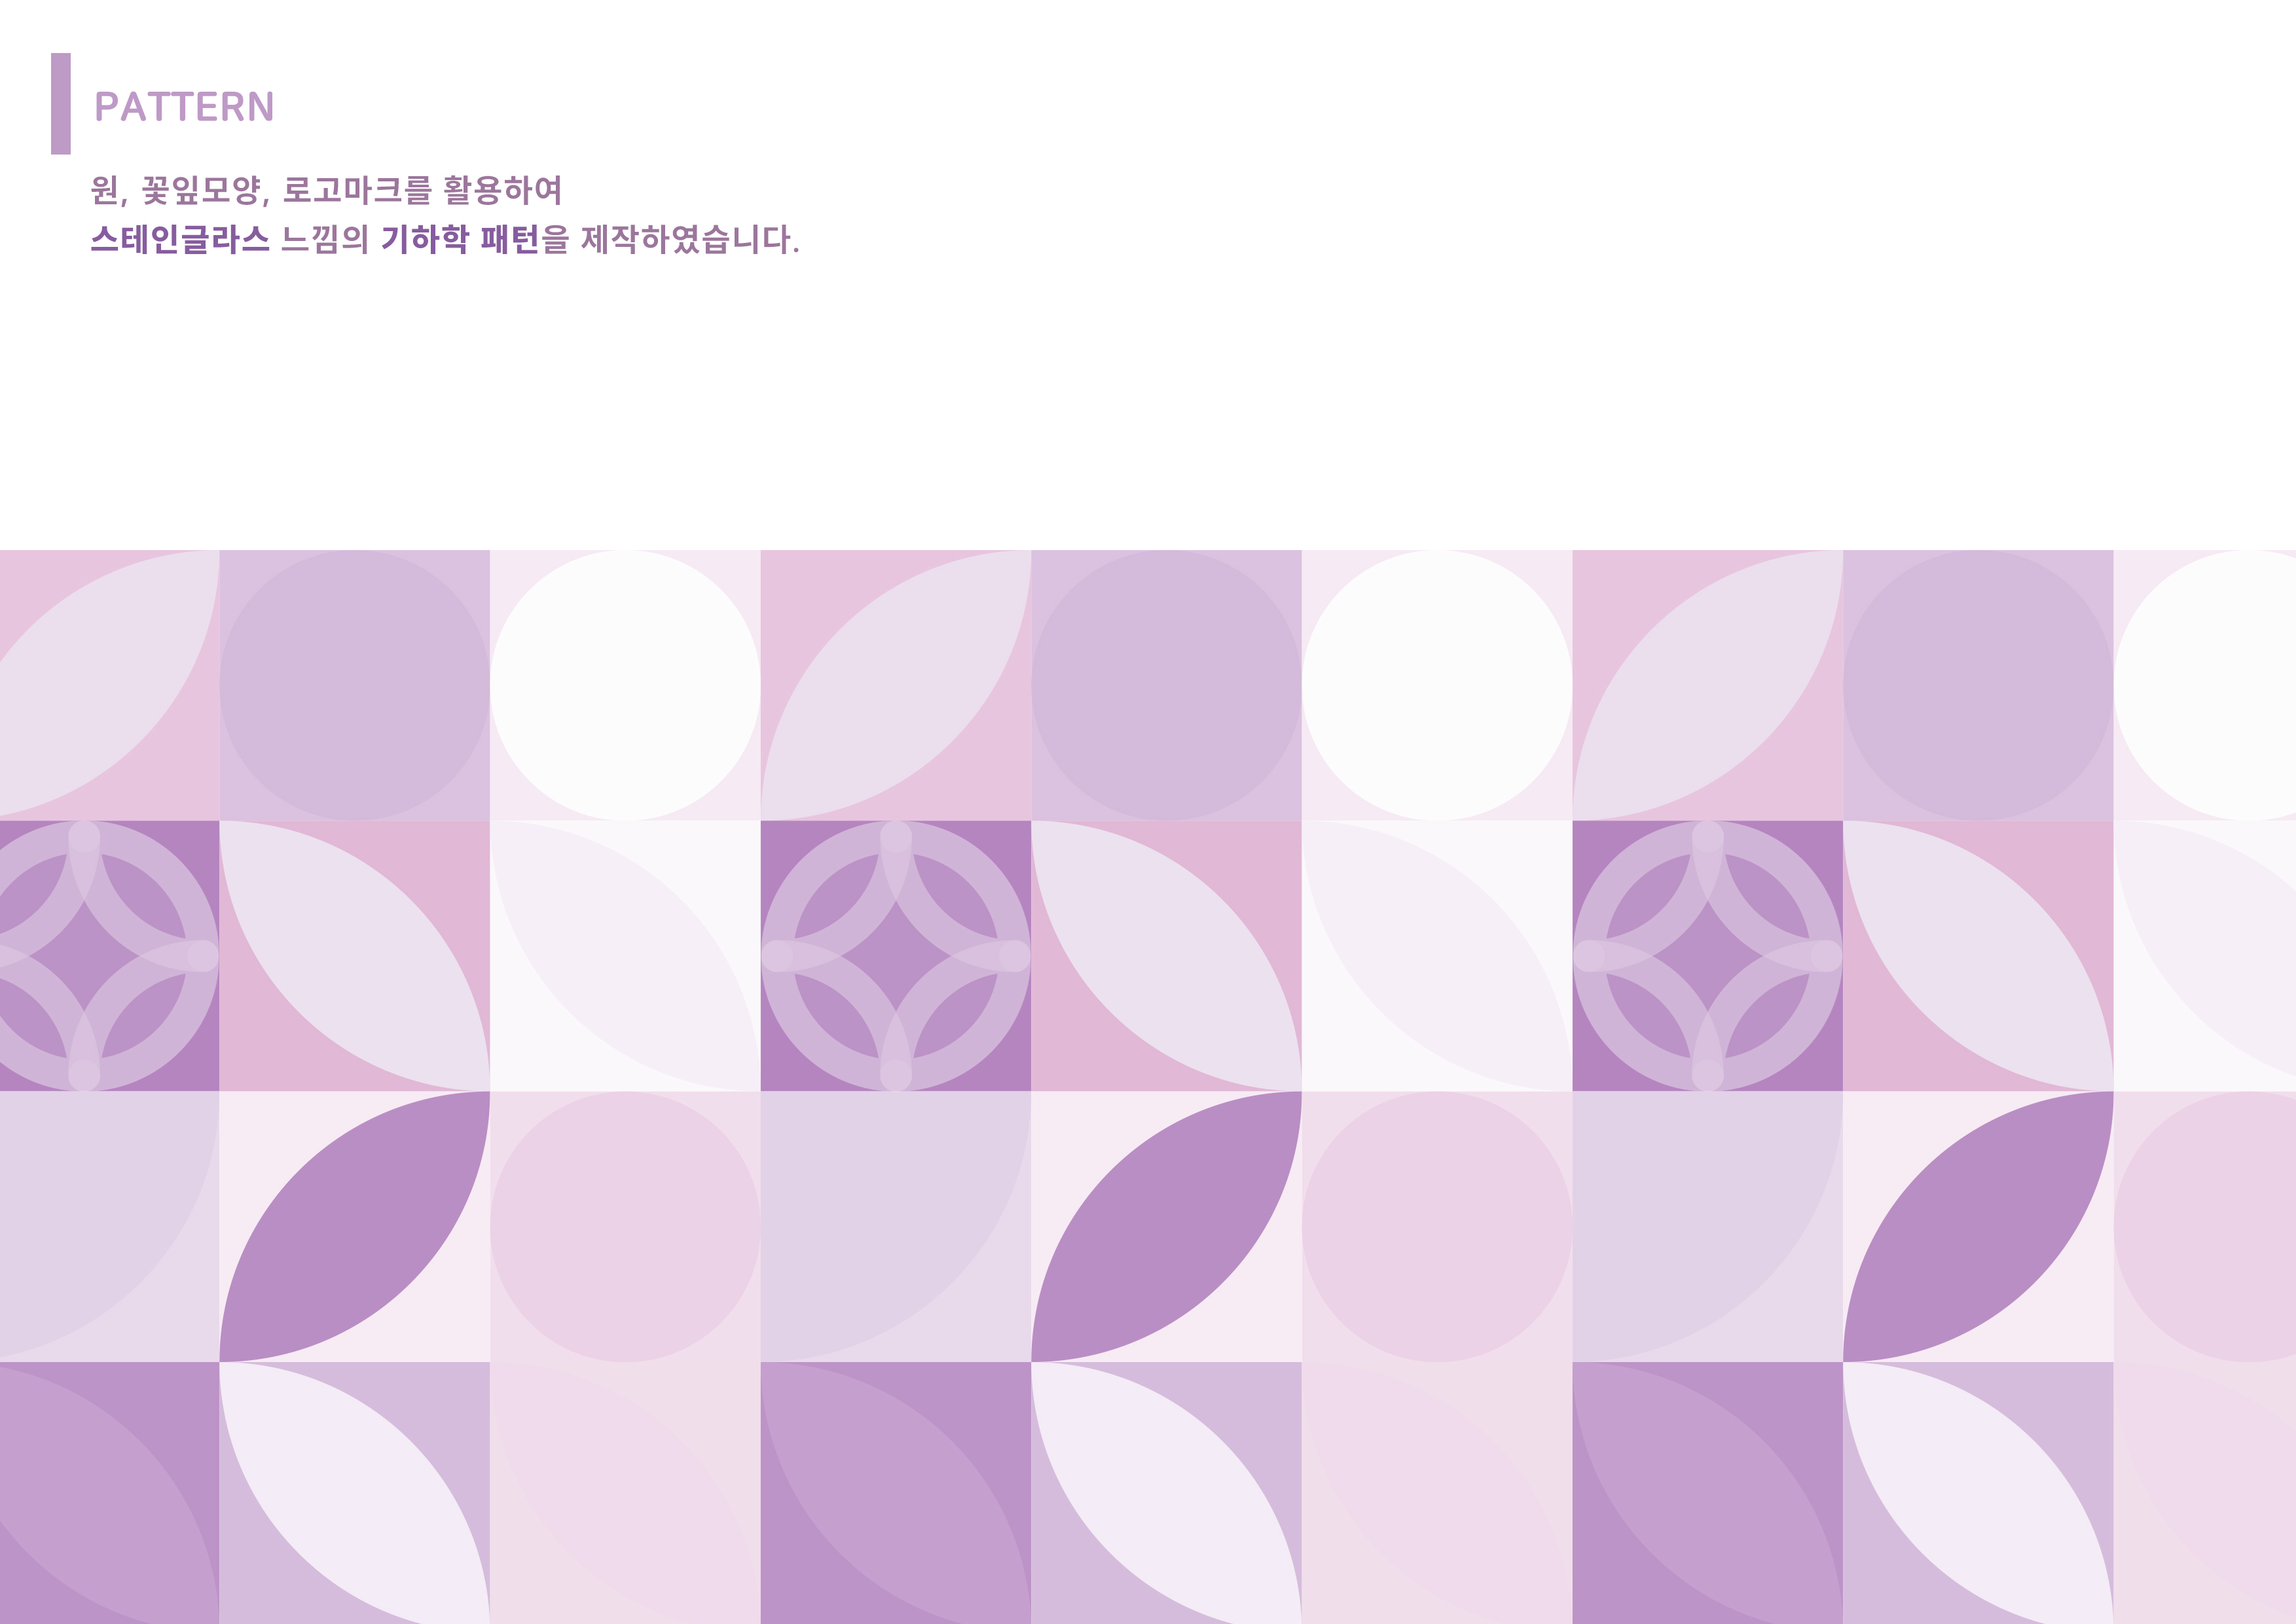 PATTERN
원, 꽃잎모양, 로고마크를 활용하여
스테인글라스 느낌의 기하학 패턴을 제작하였습니다.